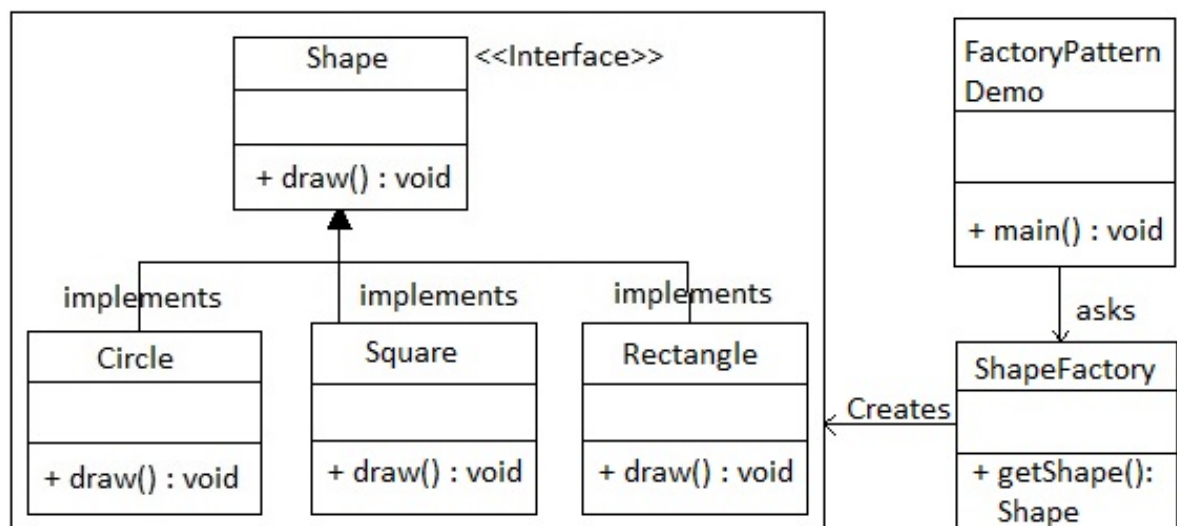 Shape
<<Interface>>
+ draw() : void
implements
implements
implements
Circle
+ draw() : void
Square
+ draw() : void
Rectangle
+ draw() : void
FactoryPattern
Demo
+ main() : void
asks
ShapeFactory
+ getShape():
Shape
Creates